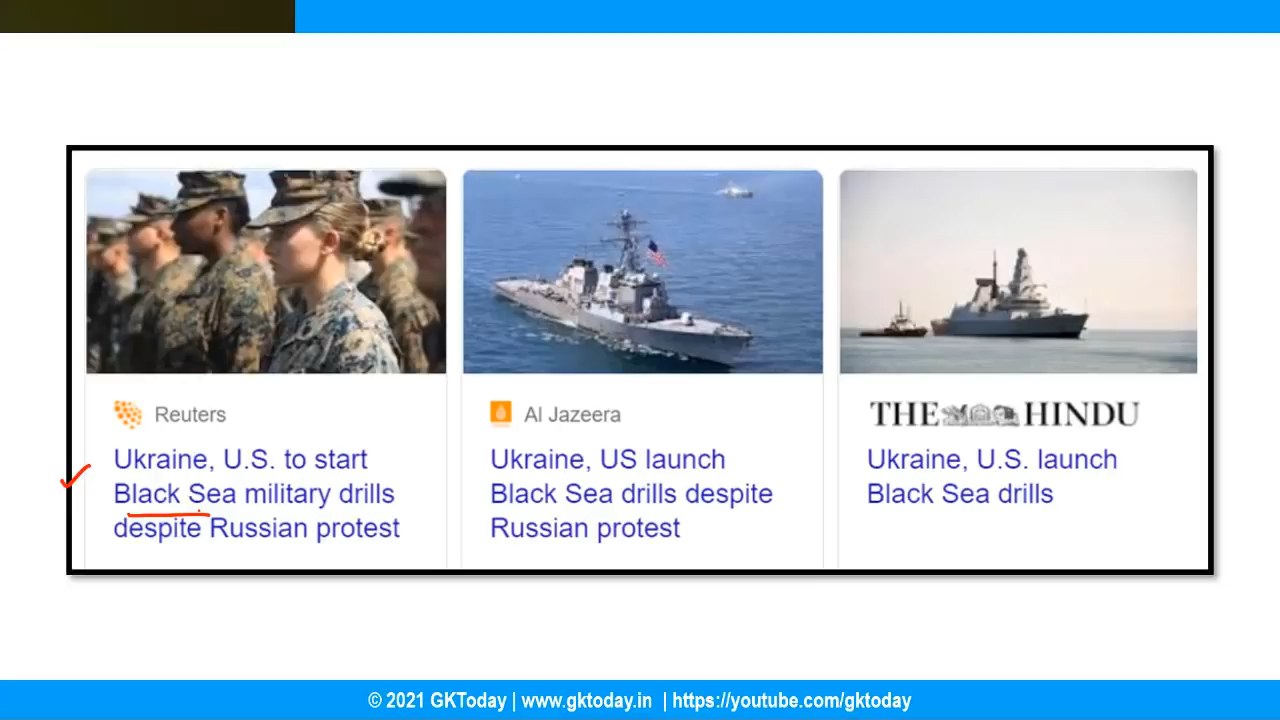 Reuters
Ukraine, U.S. to start
Black Sea military drills
despite Russian protest
Al Jazeera
Ukraine, US launch
Black Sea drills despite
Russian protest
THE HINDU
Ukraine, U.S. launch
Black Sea drills
© 2021 GKToday | www.gktoday.in | https://youtube.com/gktoday